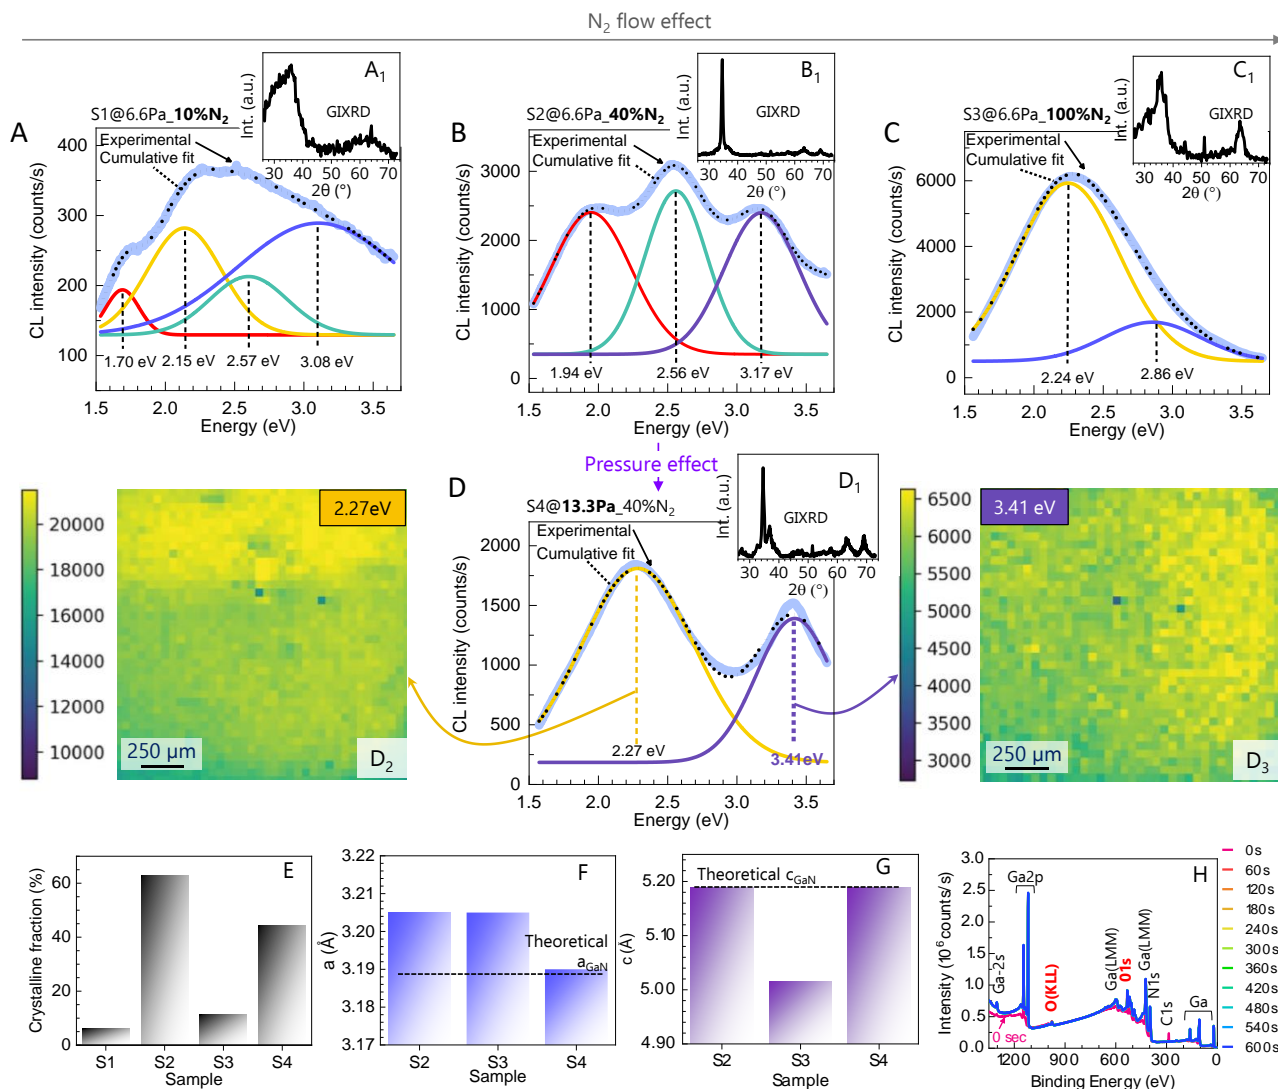 N₂ flow effect
A
S1@6.6Pa_10%N₂
Experimental
Cumulative fit
A₁
GIXRD
Int. (a.u.)
30 40 50 60 70
2θ (°)
CL intensity (counts/s)
400
300
200
100
1.70 eV
2.15 eV
2.57 eV
3.08 eV
1.5 2.0 2.5 3.0 3.5
Energy (eV)
B
S2@6.6Pa_40%N₂
Experimental
Cumulative fit
B₁
GIXRD
Int. (a.u.)
30 40 50 60 70
2θ (°)
CL intensity (counts/s)
4000
3000
2000
1000
0
1.94 eV
2.56 eV
3.17 eV
1.5 2.0 2.5 3.0 3.5
Energy (eV)
C
S3@6.6Pa_100%N₂
Experimental
Cumulative fit
C₁
GIXRD
Int. (a.u.)
30 40 50 60 70
2θ (°)
CL intensity (counts/s)
6000
4000
2000
0
2.24 eV
2.86 eV
1.5 2.0 2.5 3.0 3.5
Energy (eV)
Pressure effect
20000
18000
16000
14000
12000
10000
2.27eV
250 μm
D₂
D
S4@13.3Pa_40%N₂
Experimental
Cumulative fit
D₁
GIXRD
Int. (a.u.)
30 40 50 60 70
2θ (°)
CL intensity (counts/s)
2000
1500
1000
500
0
2.27 eV
3.41eV
1.5 2.0 2.5 3.0 3.5
Energy (eV)
6500
6000
5500
5000
4500
4000
3500
3000
3.41 eV
250 μm
D₃
E
Crystalline fraction (%)
60
40
20
0
S1 S2 S3 S4
Sample
F
a (Å)
3.22
3.21
3.20
3.19
3.18
3.17
Theoretical
a_GaN
S2 S3 S4
Sample
G
c (Å)
5.20
5.10
5.00
4.90
Theoretical c_GaN
S2 S3 S4
Sample
H
Intensity (10⁶ counts/s)
3.0
2.5
2.0
1.5
1.0
0.5
0.0
Ga-2s
Ga2p
O(KLL)
Ga(LMM)
01s
Ga(LMM)
N1s
C1s
Ga
0 sec
1200 900 600 300 0
Binding Energy (eV)
0s
60s
120s
180s
240s
300s
360s
420s
480s
540s
600s